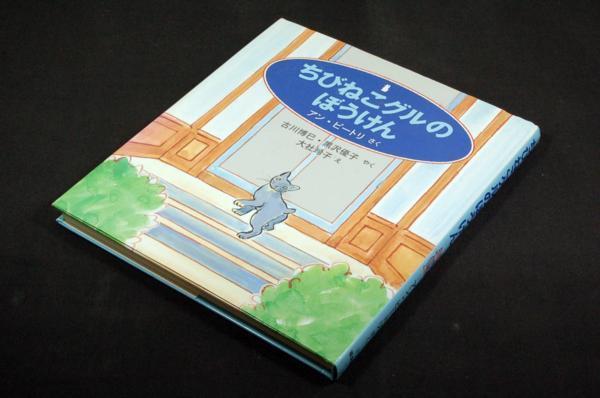 ちびねこグルの
ぼうけん
アン・ピートリ さく
古川博巳・黒沢優子 やく
大社玲子 え